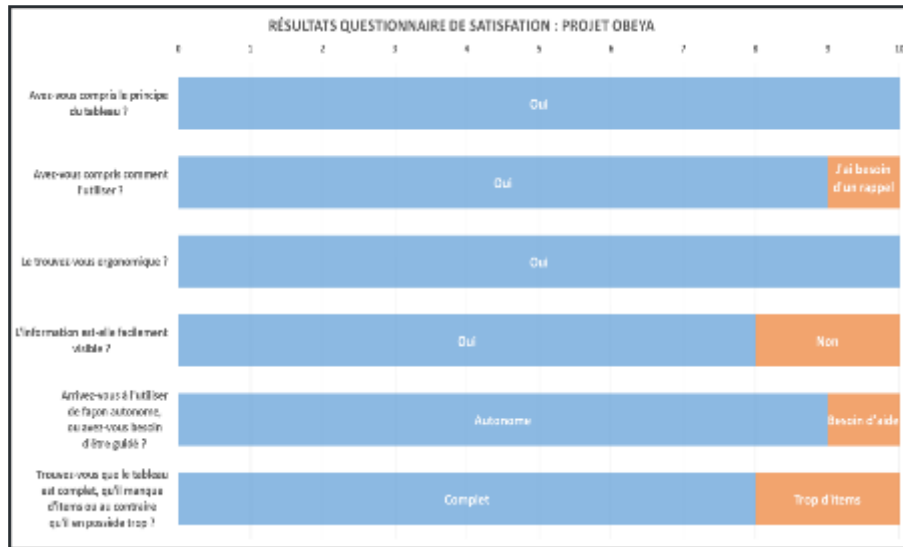 RÉSULTATS QUESTIONNAIRE DE SATISFATION : PROJET OBEYA
0 1 2 3 4 5 6 7 8 9 10
Avez-vous compris le principe
du tableau ?
Oui
Avez-vous compris comment
l'utiliser ?
Oui
J'ai besoin
d'un rappel
Le trouvez-vous ergonomique ?
Oui
L'information est-elle facilement
visible ?
Oui
Non
Arrivez-vous à l'utiliser
de façon autonome,
ou avez-vous besoin
d'être guidé ?
Autonome
Besoin d'aide
Trouvez-vous que le tableau
est complet, qu'il manque
d'items ou au contraire
qu'il en possède trop ?
Complet
Trop d'items